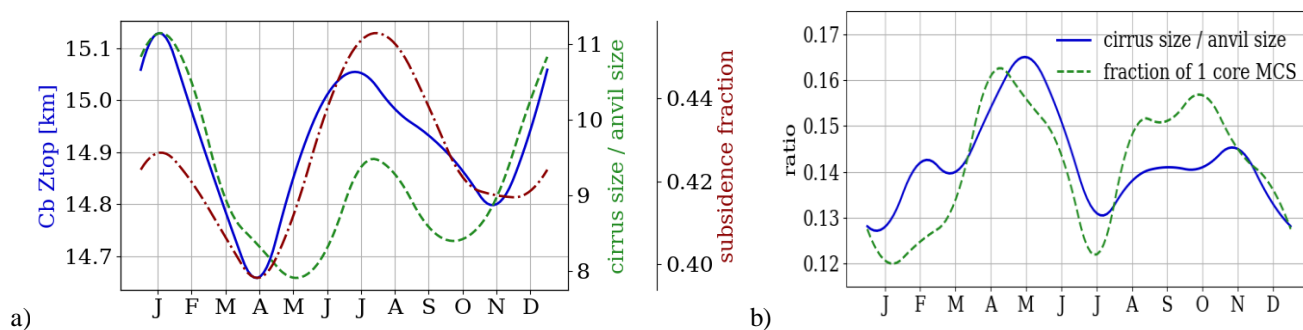 15.1
15.0
14.9
14.8
14.7
Cb Ztop [km]
11
10
9
8
cirrus size / anvil size
0.44
0.42
0.40
subsidence fraction
J F M A M J J A S O N D
a)
0.17
0.16
0.15
0.14
0.13
0.12
ratio
cirrus size / anvil size
fraction of 1 core MCS
J F M A M J J A S O N D
b)